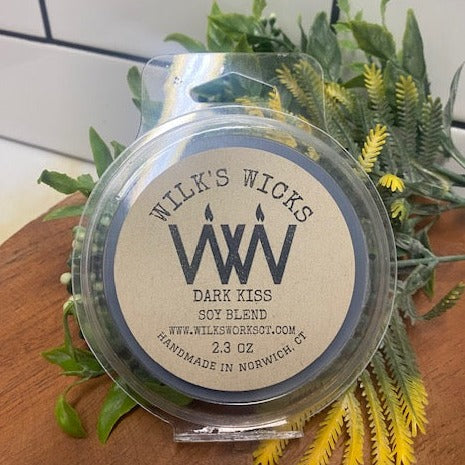 WILK'S WICKS
WW
DARK KISS
SOY BLEND
WWW.WILKSWORKSCT.COM
2.3 OZ
HANDMADE IN NORWICH, CT